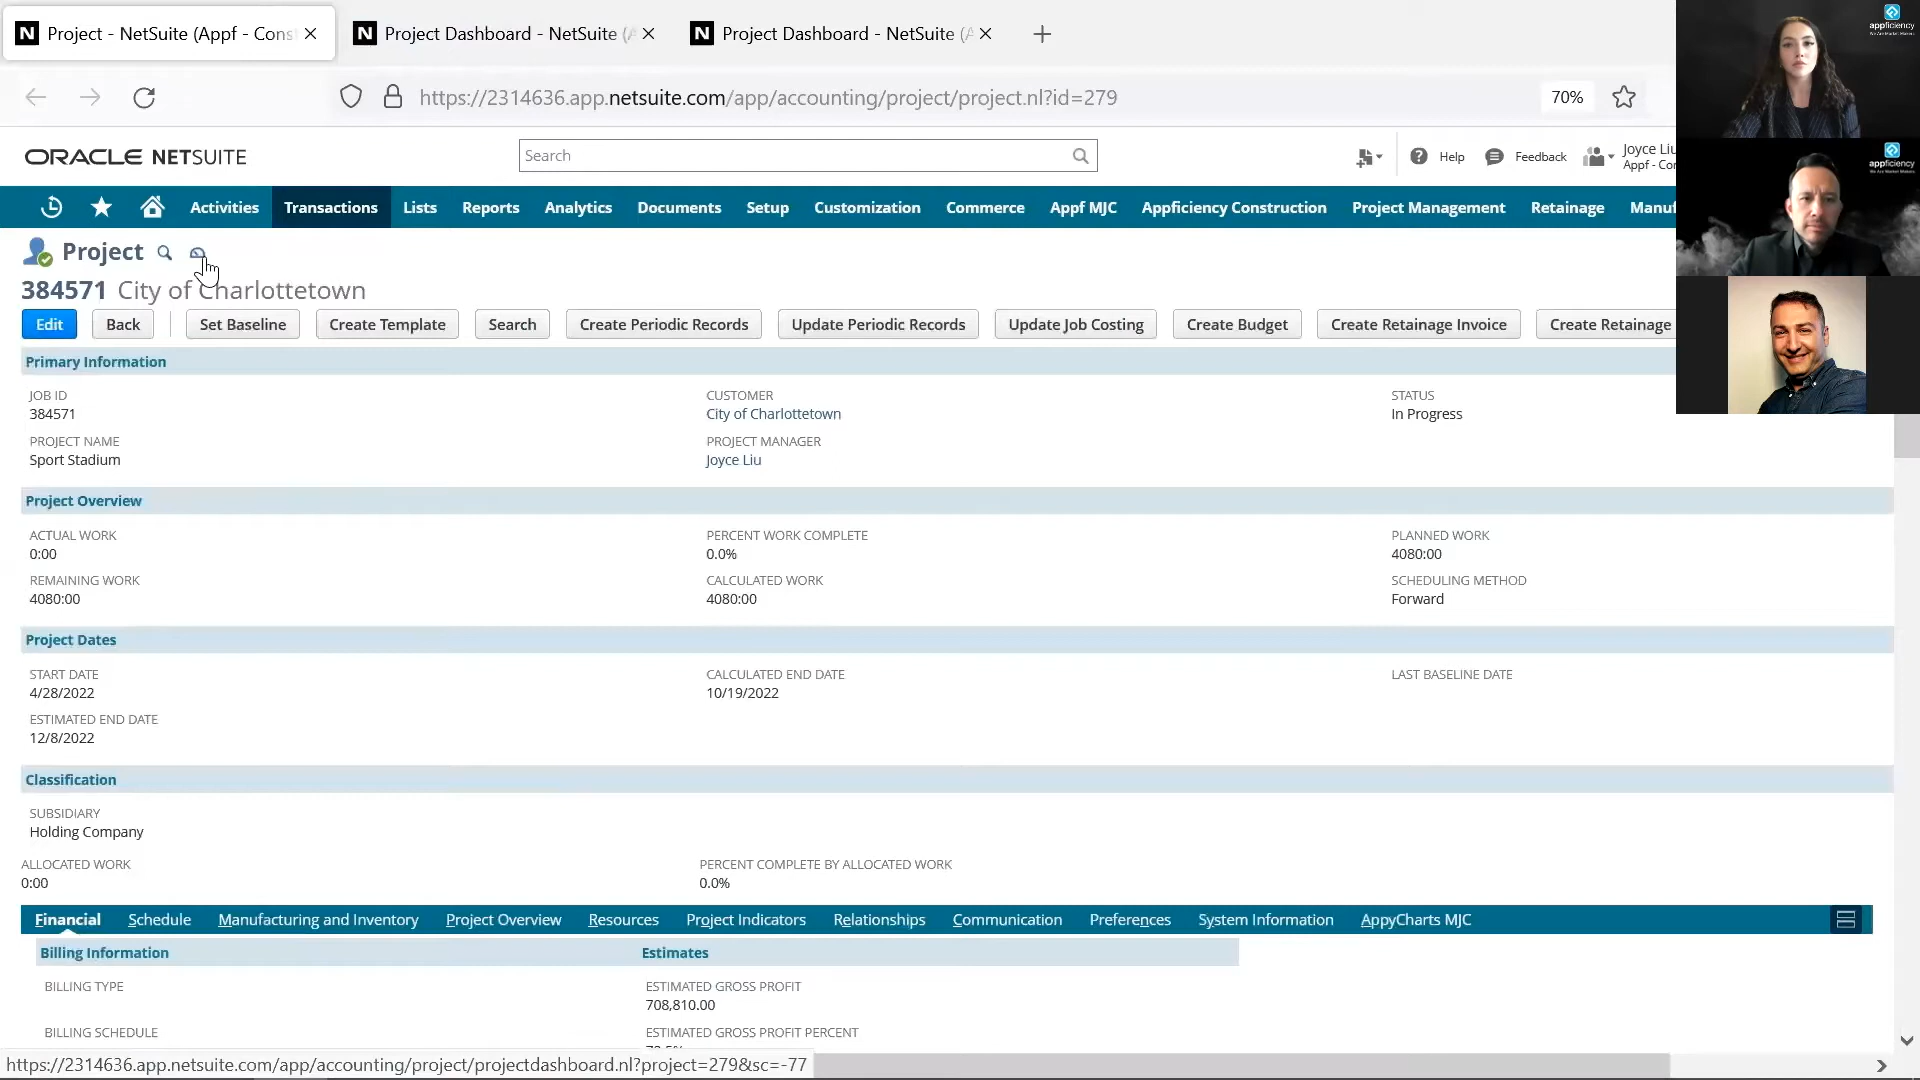 Project - NetSuite (Appf - Cons
Project Dashboard - NetSuite (A
Project Dashboard - NetSuite (A
https://2314636.app.netsuite.com/app/accounting/project/project.nl?id=279
70%
appficiency
We Are Market Makers
ORACLE NETSUITE
Search
Help
Feedback
Joyce Liu
Appf - Con
Activities
Transactions
Lists
Reports
Analytics
Documents
Setup
Customization
Commerce
Appf MJC
Appficiency Construction
Project Management
Retainage
Manuf
appficiency
We Are Market Makers
Project
384571 City of Charlottetown
Edit
Back
Set Baseline
Create Template
Search
Create Periodic Records
Update Periodic Records
Update Job Costing
Create Budget
Create Retainage Invoice
Create Retainage
Primary Information
JOB ID
384571
CUSTOMER
City of Charlottetown
STATUS
In Progress
PROJECT NAME
Sport Stadium
PROJECT MANAGER
Joyce Liu
Project Overview
ACTUAL WORK
0:00
PERCENT WORK COMPLETE
0.0%
PLANNED WORK
4080:00
REMAINING WORK
4080:00
CALCULATED WORK
4080:00
SCHEDULING METHOD
Forward
Project Dates
START DATE
4/28/2022
CALCULATED END DATE
10/19/2022
LAST BASELINE DATE
ESTIMATED END DATE
12/8/2022
Classification
SUBSIDIARY
Holding Company
ALLOCATED WORK
0:00
PERCENT COMPLETE BY ALLOCATED WORK
0.0%
Financial
Schedule
Manufacturing and Inventory
Project Overview
Resources
Project Indicators
Relationships
Communication
Preferences
System Information
AppyCharts MJC
Billing Information
Estimates
BILLING TYPE
ESTIMATED GROSS PROFIT
708,810.00
BILLING SCHEDULE
ESTIMATED GROSS PROFIT PERCENT
https://2314636.app.netsuite.com/app/accounting/project/projectdashboard.nl?project=279&sc=-77